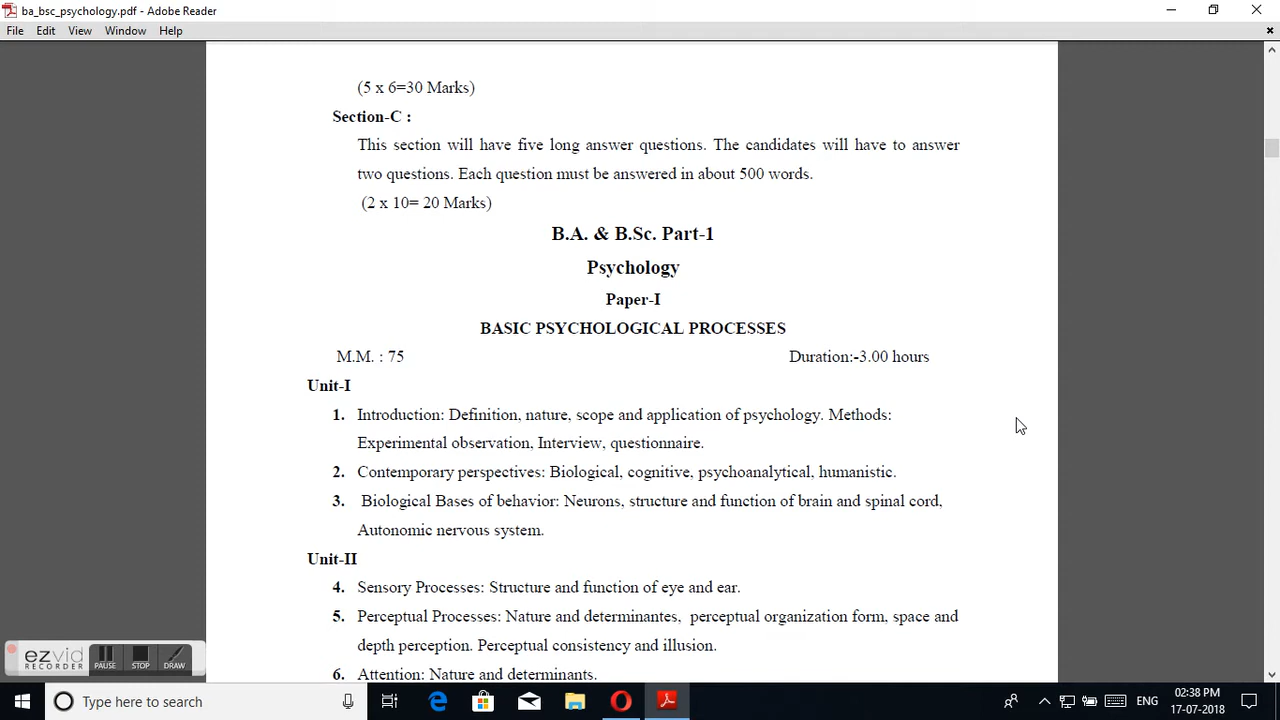 ba_bsc_psychology.pdf - Adobe Reader
File Edit View Window Help
(5 x 6=30 Marks)
Section-C :
This section will have five long answer questions. The candidates will have to answer
two questions. Each question must be answered in about 500 words.
(2 x 10= 20 Marks)
B.A. & B.Sc. Part-1
Psychology
Paper-I
BASIC PSYCHOLOGICAL PROCESSES
M.M. : 75 Duration:-3.00 hours
Unit-I
1. Introduction: Definition, nature, scope and application of psychology. Methods:
Experimental observation, Interview, questionnaire.
2. Contemporary perspectives: Biological, cognitive, psychoanalytical, humanistic.
3. Biological Bases of behavior: Neurons, structure and function of brain and spinal cord,
Autonomic nervous system.
Unit-II
4. Sensory Processes: Structure and function of eye and ear.
5. Perceptual Processes: Nature and determinantes, perceptual organization form, space and
depth perception. Perceptual consistency and illusion.
6. Attention: Nature and determinants.
ezvid
RECORDER
PAUSE STOP DRAW
Type here to search
ENG
02:38 PM
17-07-2018